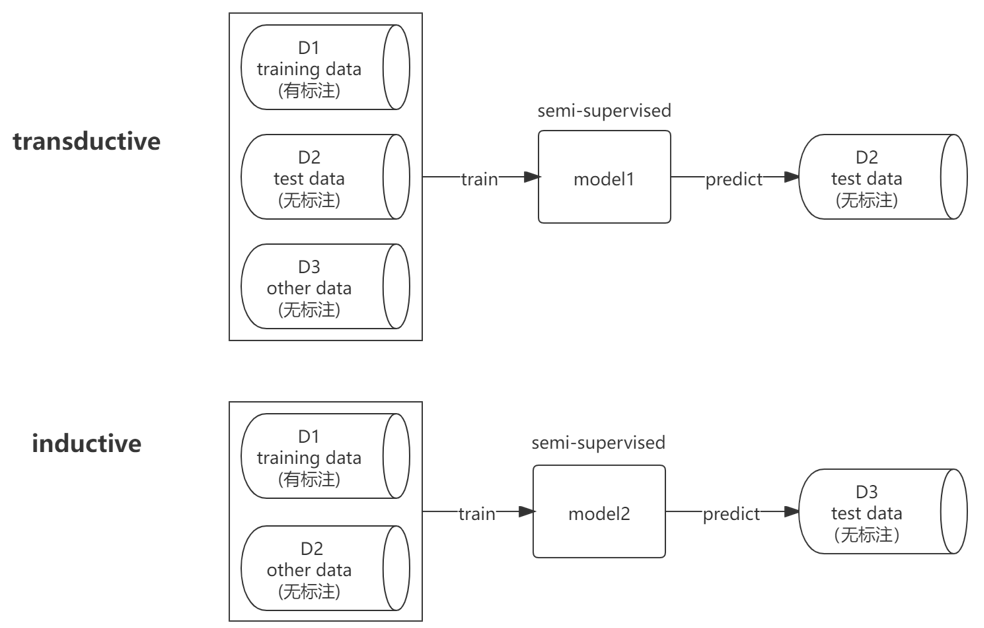 transductive
D1
training data
(有标注)
D2
test data
(无标注)
D3
other data
(无标注)
train
semi-supervised
model1
predict
D2
test data
(无标注)
inductive
D1
training data
(有标注)
D2
other data
(无标注)
train
semi-supervised
model2
predict
D3
test data
(无标注)